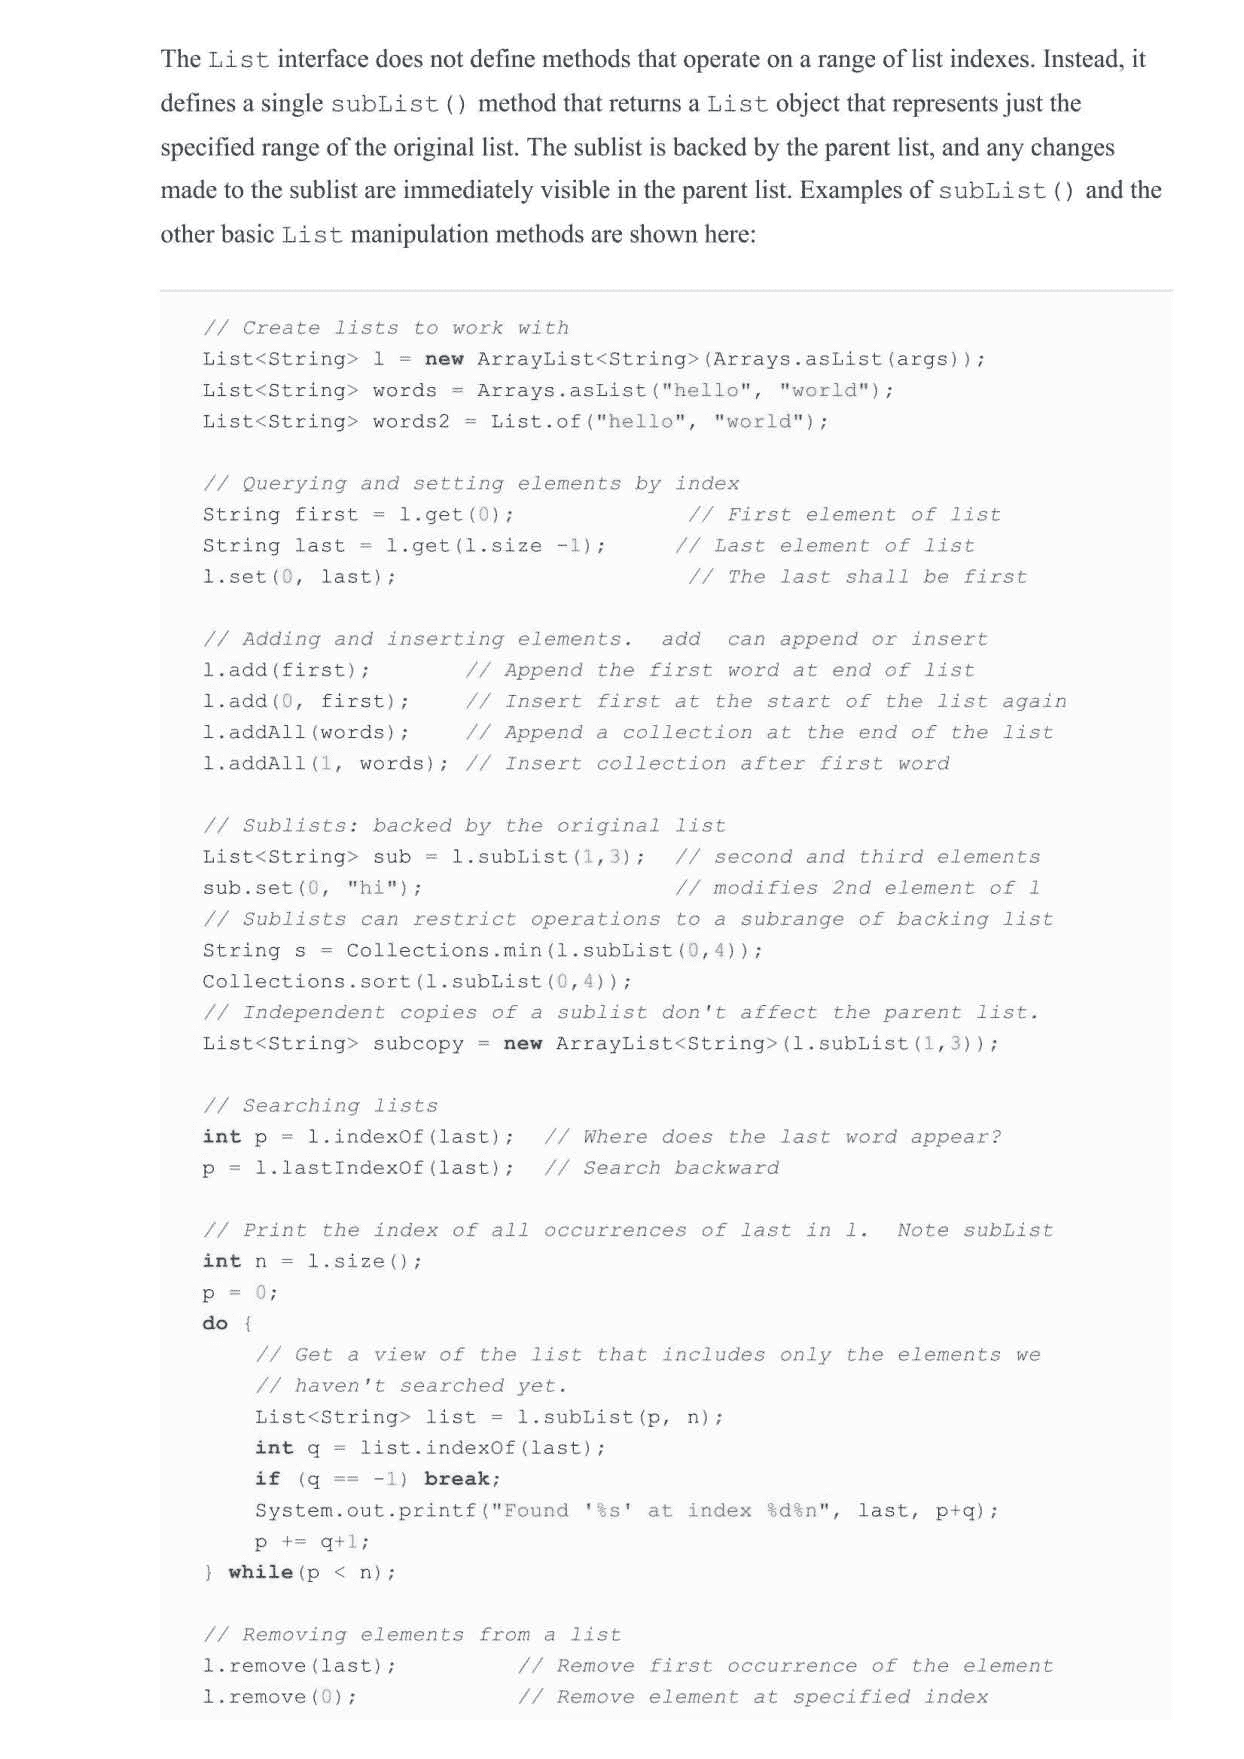 The List interface does not define methods that operate on a range of list indexes. Instead, it
defines a single subList() method that returns a List object that represents just the
specified range of the original list. The sublist is backed by the parent list, and any changes
made to the sublist are immediately visible in the parent list. Examples of subList() and the
other basic List manipulation methods are shown here:
// Create lists to work with
List<String> l = new ArrayList<String>(Arrays.asList(args));
List<String> words = Arrays.asList("hello", "world");
List<String> words2 = List.of("hello", "world");
// Querying and setting elements by index
String first = l.get(0);             // First element of list
String last = l.get(l.size -1);     // Last element of list
l.set(0, last);                      // The last shall be first
// Adding and inserting elements.  add  can append or insert
l.add(first);       // Append the first word at end of list
l.add(0, first);    // Insert first at the start of the list again
l.addAll(words);    // Append a collection at the end of the list
l.addAll(1, words); // Insert collection after first word
// Sublists: backed by the original list
List<String> sub = l.subList(1,3);  // second and third elements
sub.set(0, "hi");                   // modifies 2nd element of l
// Sublists can restrict operations to a subrange of backing list
String s = Collections.min(l.subList(0,4));
Collections.sort(l.subList(0,4));
// Independent copies of a sublist don't affect the parent list.
List<String> subcopy = new ArrayList<String>(l.subList(1,3));
// Searching lists
int p = l.indexOf(last);  // Where does the last word appear?
p = l.lastIndexOf(last);  // Search backward
// Print the index of all occurrences of last in l.  Note subList
int n = l.size();
p = 0;
do {
    // Get a view of the list that includes only the elements we
    // haven't searched yet.
    List<String> list = l.subList(p, n);
    int q = list.indexOf(last);
    if (q == -1) break;
    System.out.printf("Found '%s' at index %d%n", last, p+q);
    p += q+1;
} while(p < n);
// Removing elements from a list
l.remove(last);         // Remove first occurrence of the element
l.remove(0);            // Remove element at specified index